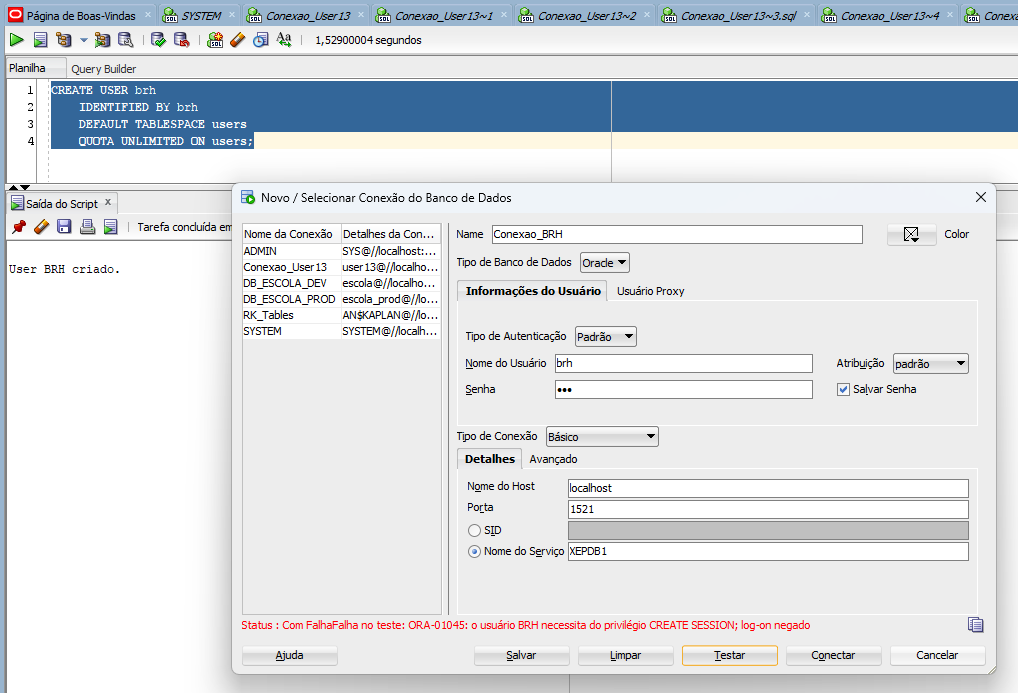 Página de Boas-Vindas SYSTEM Conexao_User13 Conexao_User13~1 Conexao_User13~2 Conexao_User13~3.sql Conexao_User13~4
1,52900004 segundos
Planilha Query Builder
1 CREATE USER brh
2 IDENTIFIED BY brh
3 DEFAULT TABLESPACE users
4 QUOTA UNLIMITED ON users;
Saída do Script
Tarefa concluída em
User BRH criado.
Novo / Selecionar Conexão do Banco de Dados
Nome da Conexão Detalhes da Con...
ADMIN SYS@//localhost:...
Conexao_User13 user13@//localho...
DB_ESCOLA_DEV escola@//localho...
DB_ESCOLA_PROD escola_prod@//lo...
RK_Tables AN$KAPLAN@//lo...
SYSTEM SYSTEM@//localh...
Name Conexao_BRH Color
Tipo de Banco de Dados Oracle
Informações do Usuário Usuário Proxy
Tipo de Autenticação Padrão
Nome do Usuário brh Atribuição padrão
Senha ••• Salvar Senha
Tipo de Conexão Básico
Detalhes Avançado
Nome do Host localhost
Porta 1521
SID
Nome do Serviço XEPDB1
Status : Com FalhaFalha no teste: ORA-01045: o usuário BRH necessita do privilégio CREATE SESSION; log-on negado
Ajuda Salvar Limpar Testar Conectar Cancelar